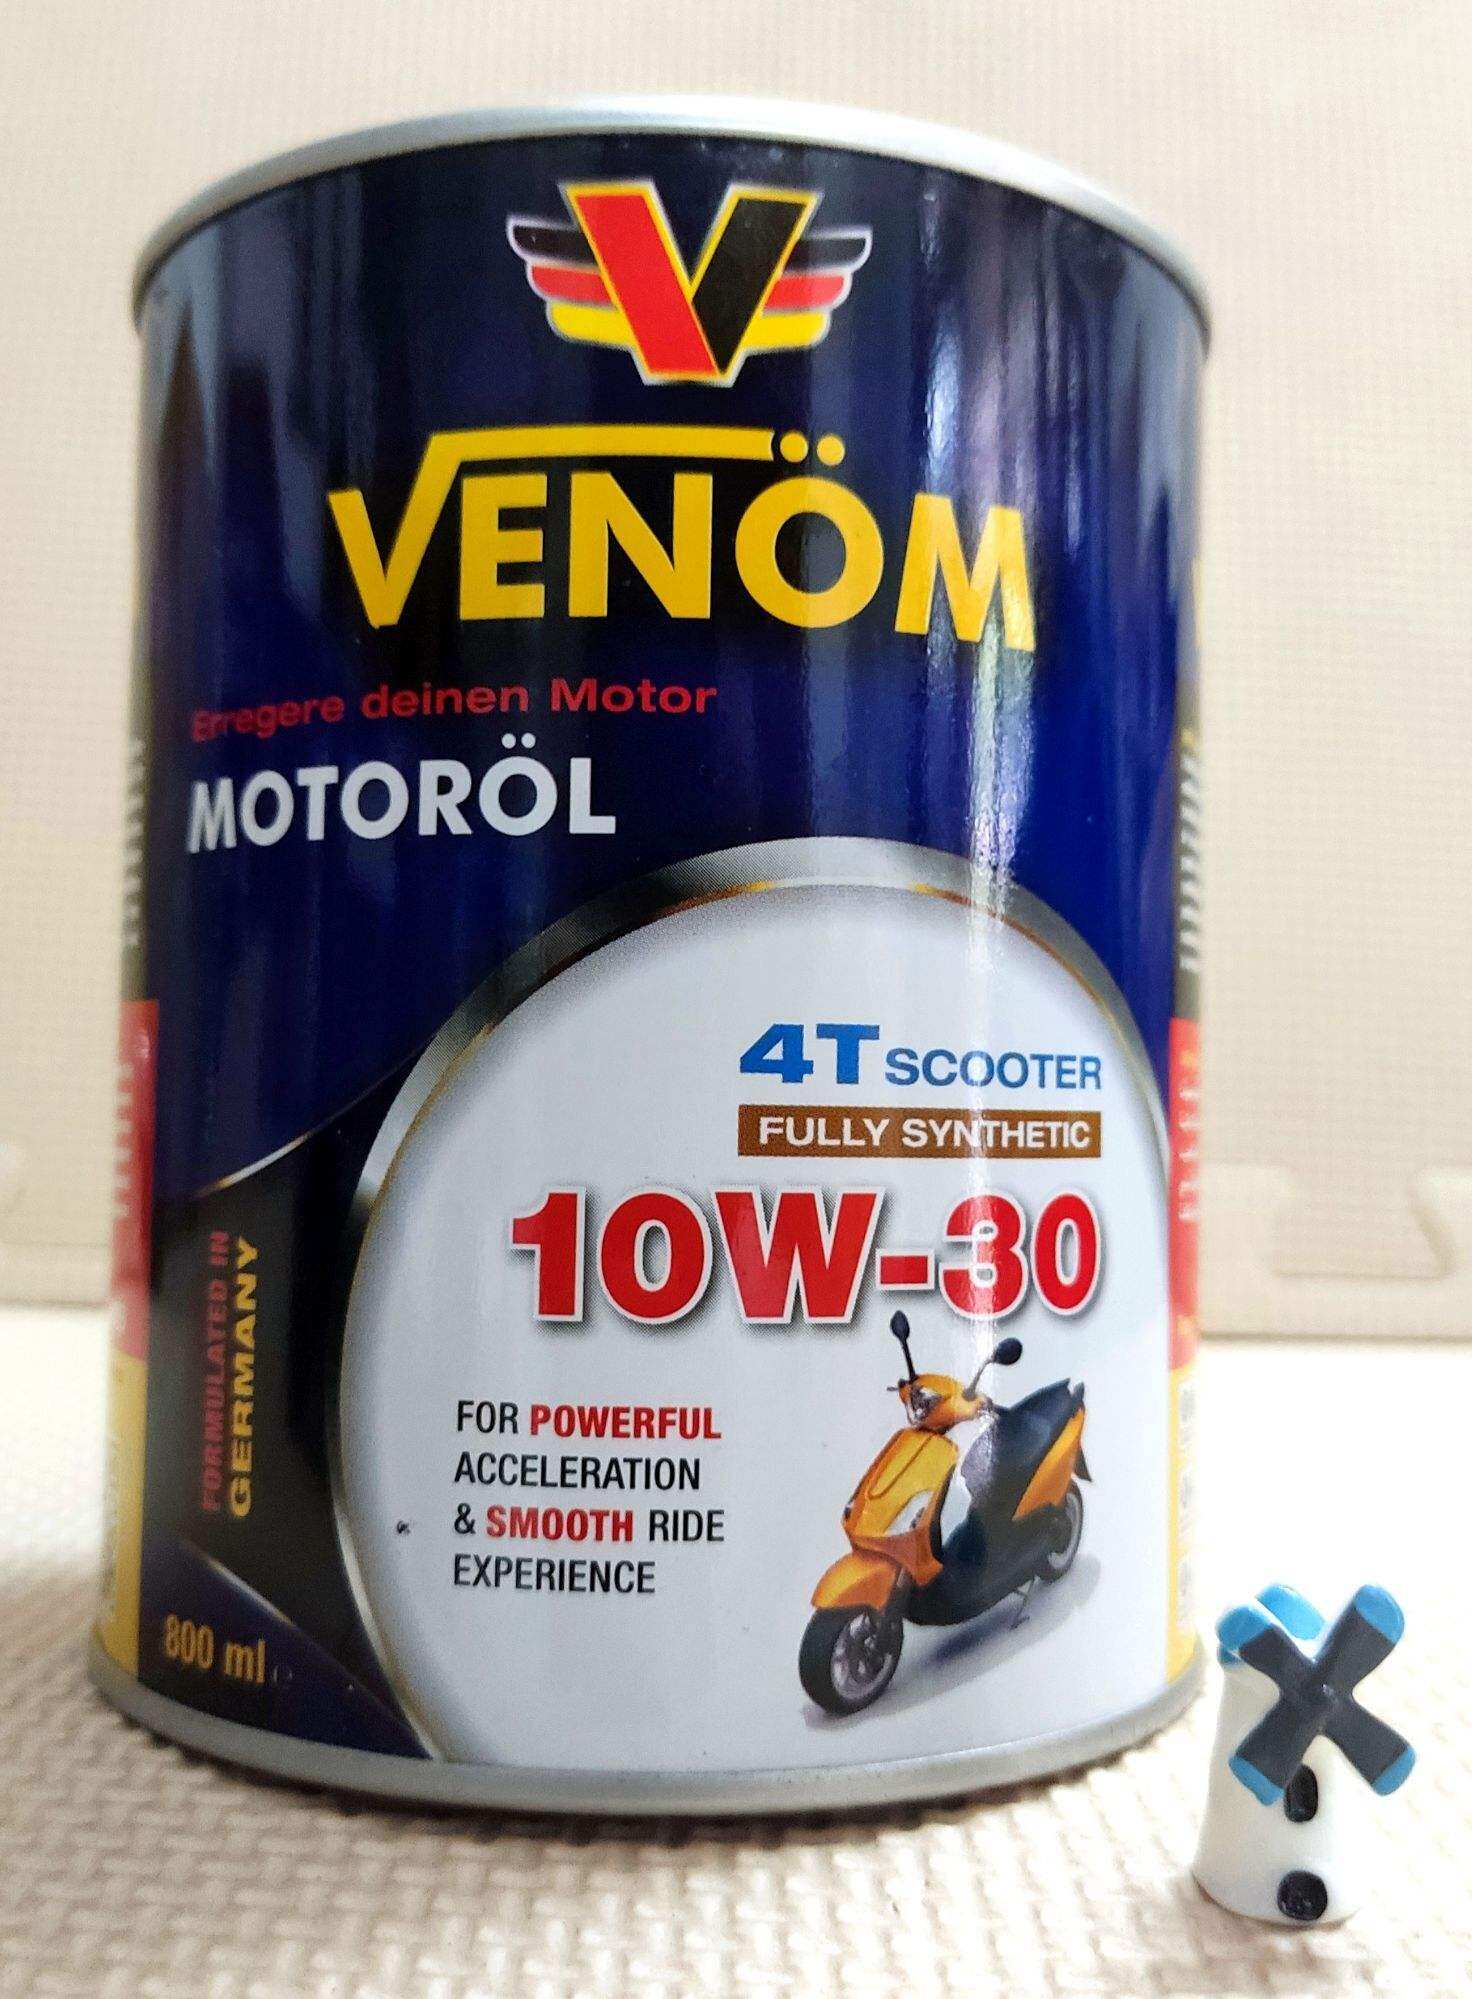 V
VENÖM
Erregere deinen Motor
MOTORÖL
4T SCOOTER
FULLY SYNTHETIC
10W-30
FOR POWERFUL
ACCELERATION
& SMOOTH RIDE
EXPERIENCE
FORMULATED IN
GERMANY
800 ml